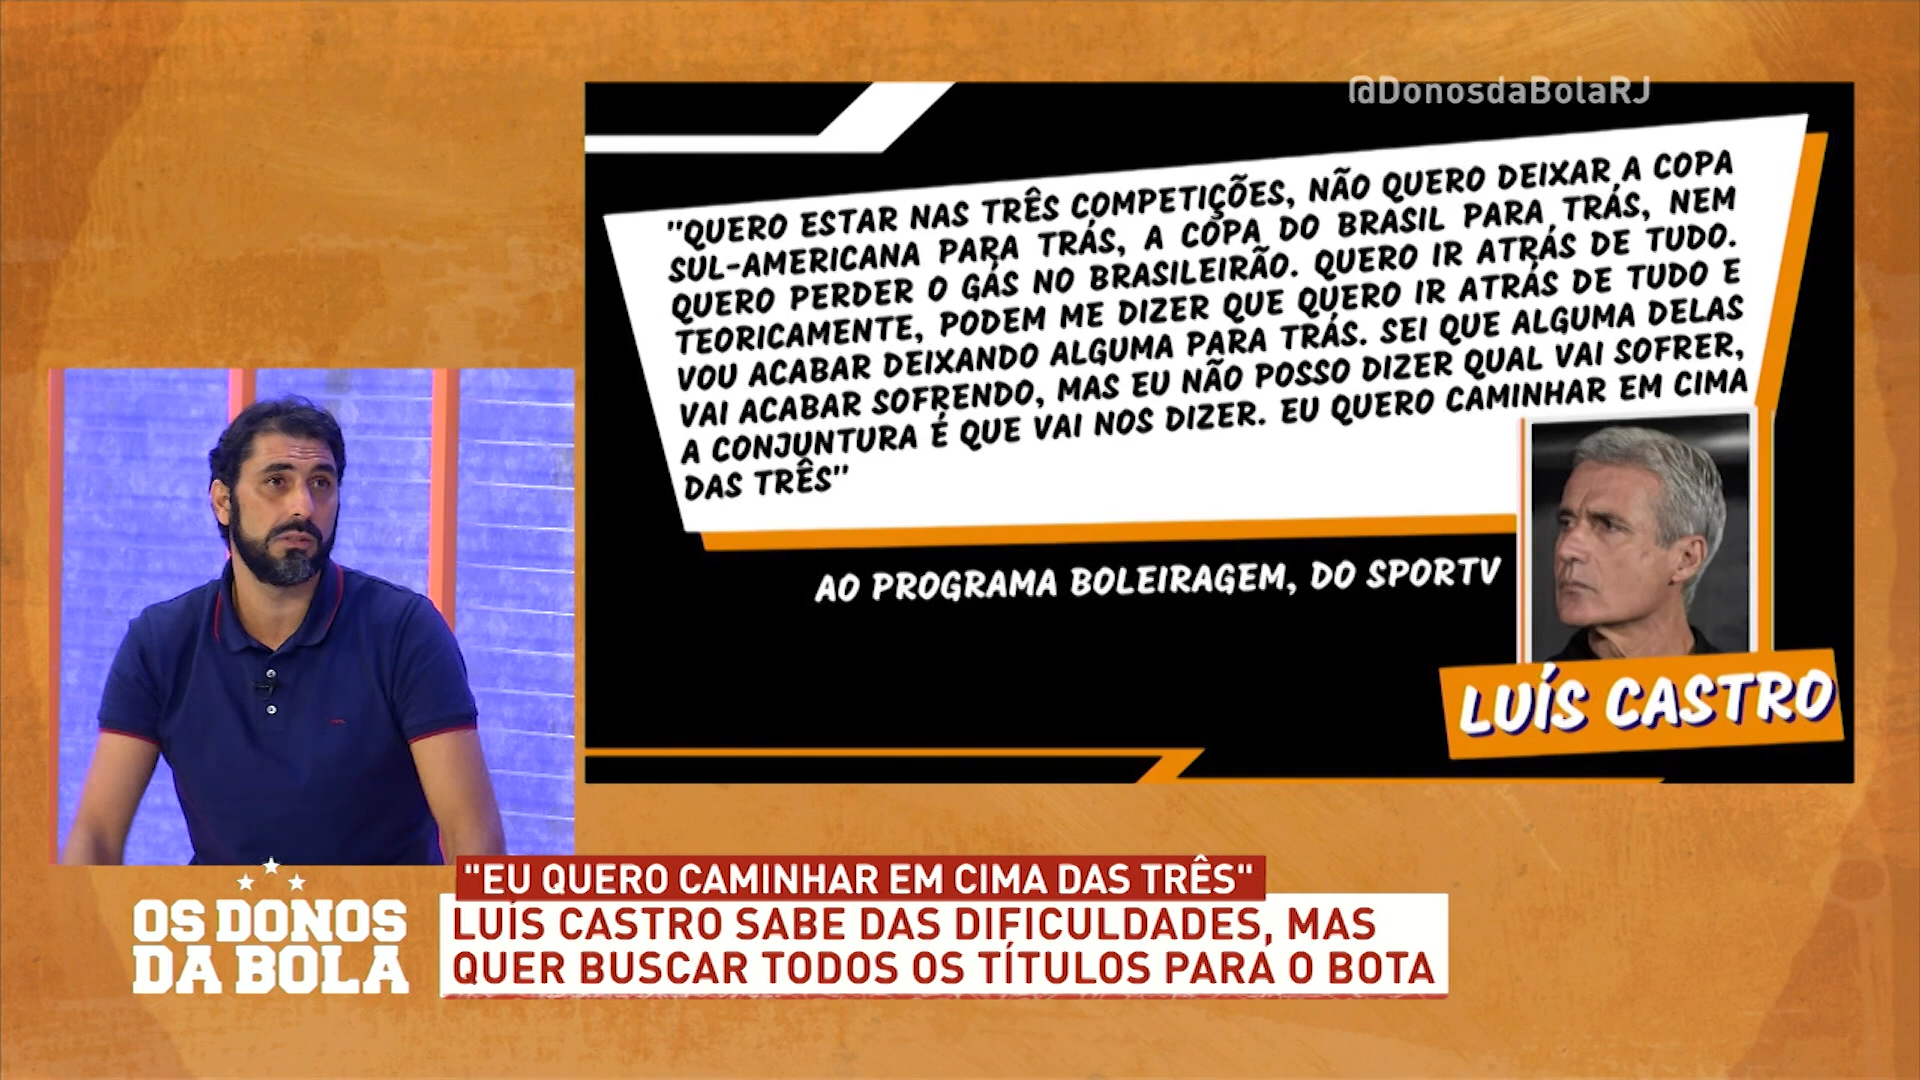 @DonosdaBolaRJ
"QUERO ESTAR NAS TRÊS COMPETIÇÕES, NÃO QUERO DEIXAR A COPA
SUL-AMERICANA PARA TRÁS, A COPA DO BRASIL PARA TRÁS, NEM
QUERO PERDER O GÁS NO BRASILEIRÃO. QUERO IR ATRÁS DE TUDO.
TEORICAMENTE, PODEM ME DIZER QUE QUERO IR ATRÁS DE TUDO E
VOU ACABAR DEIXANDO ALGUMA PARA TRÁS. SEI QUE ALGUMA DELAS
VAI ACABAR SOFRENDO, MAS EU NÃO POSSO DIZER QUAL VAI SOFRER,
A CONJUNTURA É QUE VAI NOS DIZER. EU QUERO CAMINHAR EM CIMA
DAS TRÊS"
AO PROGRAMA BOLEIRAGEM, DO SPORTV
LUÍS CASTRO
"EU QUERO CAMINHAR EM CIMA DAS TRÊS"
LUÍS CASTRO SABE DAS DIFICULDADES, MAS
QUER BUSCAR TODOS OS TÍTULOS PARA O BOTA
OS DONOS
DA BOLA